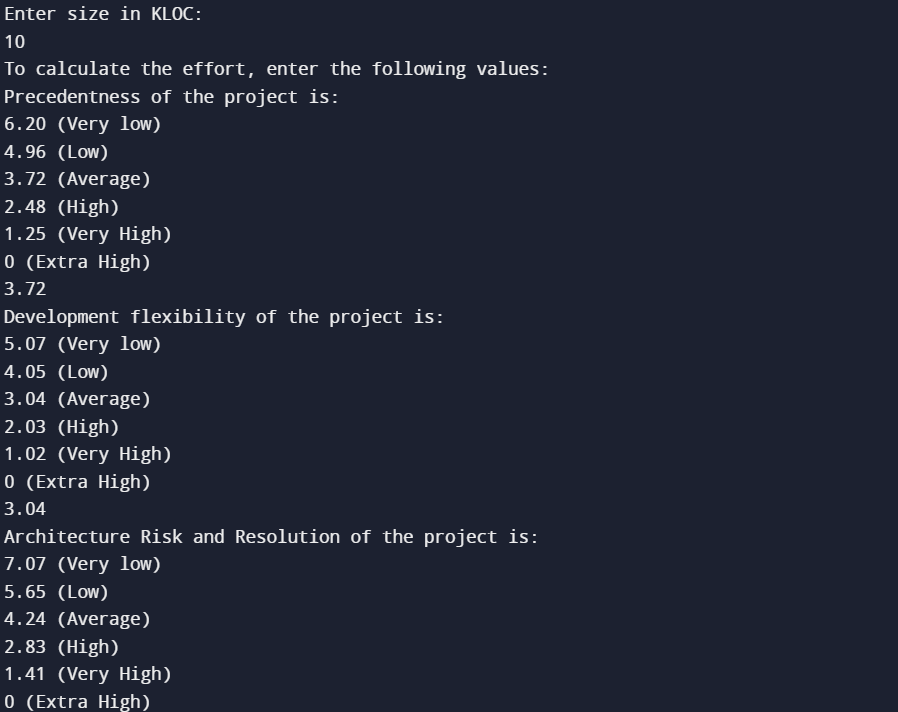 Enter size in KLOC:
10
To calculate the effort, enter the following values:
Precedentness of the project is:
6.20 (Very low)
4.96 (Low)
3.72 (Average)
2.48 (High)
1.25 (Very High)
0 (Extra High)
3.72
Development flexibility of the project is:
5.07 (Very low)
4.05 (Low)
3.04 (Average)
2.03 (High)
1.02 (Very High)
0 (Extra High)
3.04
Architecture Risk and Resolution of the project is:
7.07 (Very low)
5.65 (Low)
4.24 (Average)
2.83 (High)
1.41 (Very High)
0 (Extra High)